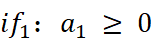 if₁: a₁ ≥ 0